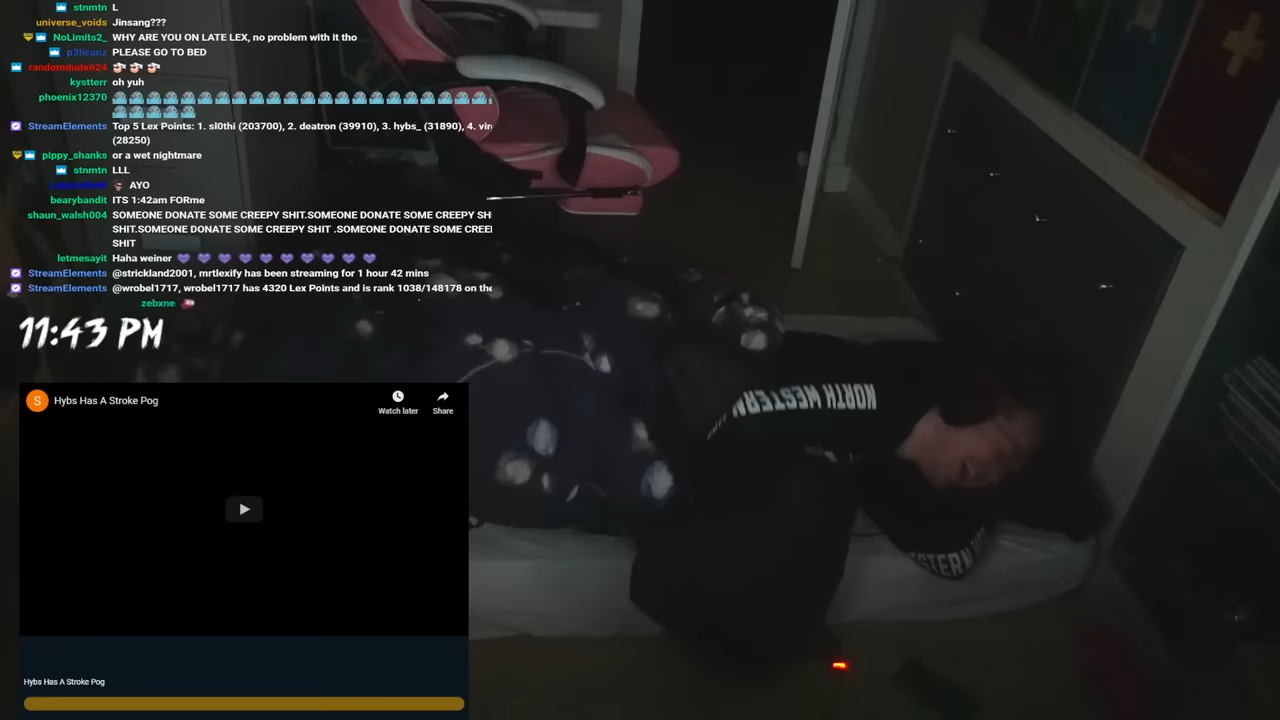 stnmtn L
universe_voids Jinsang???
NoLimits2_ WHY ARE YOU ON LATE LEX, no problem with it tho
p3licanz PLEASE GO TO BED
randomdude624
kystterr oh yuh
phoenix12370
StreamElements Top 5 Lex Points: 1. sl0thi (203700), 2. deatron (39910), 3. hybs_ (31890), 4. vin
(28250)
pippy_shanks or a wet nightmare
stnmtn LLL
AYO
bearybandit ITS 1:42am FORme
shaun_walsh004 SOMEONE DONATE SOME CREEPY SHIT.SOMEONE DONATE SOME CREEPY SH
SHIT.SOMEONE DONATE SOME CREEPY SHIT .SOMEONE DONATE SOME CREE
SHIT
letmesayit Haha weiner
StreamElements @strickland2001, mrtlexify has been streaming for 1 hour 42 mins
StreamElements @wrobel1717, wrobel1717 has 4320 Lex Points and is rank 1038/148178 on the
zebxne
11:43 PM
S Hybs Has A Stroke Pog
Watch later Share
NORTH WESTERN
STERN
Hybs Has A Stroke Pog